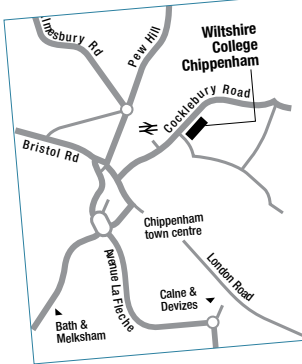 lmesbury Rd
Pew Hill
Wiltshire
College
Chippenham
Cocklebury Road
Bristol Rd
Chippenham
town centre
Avenue La Fleche
London Road
Calne &
Devizes
Bath &
Melksham